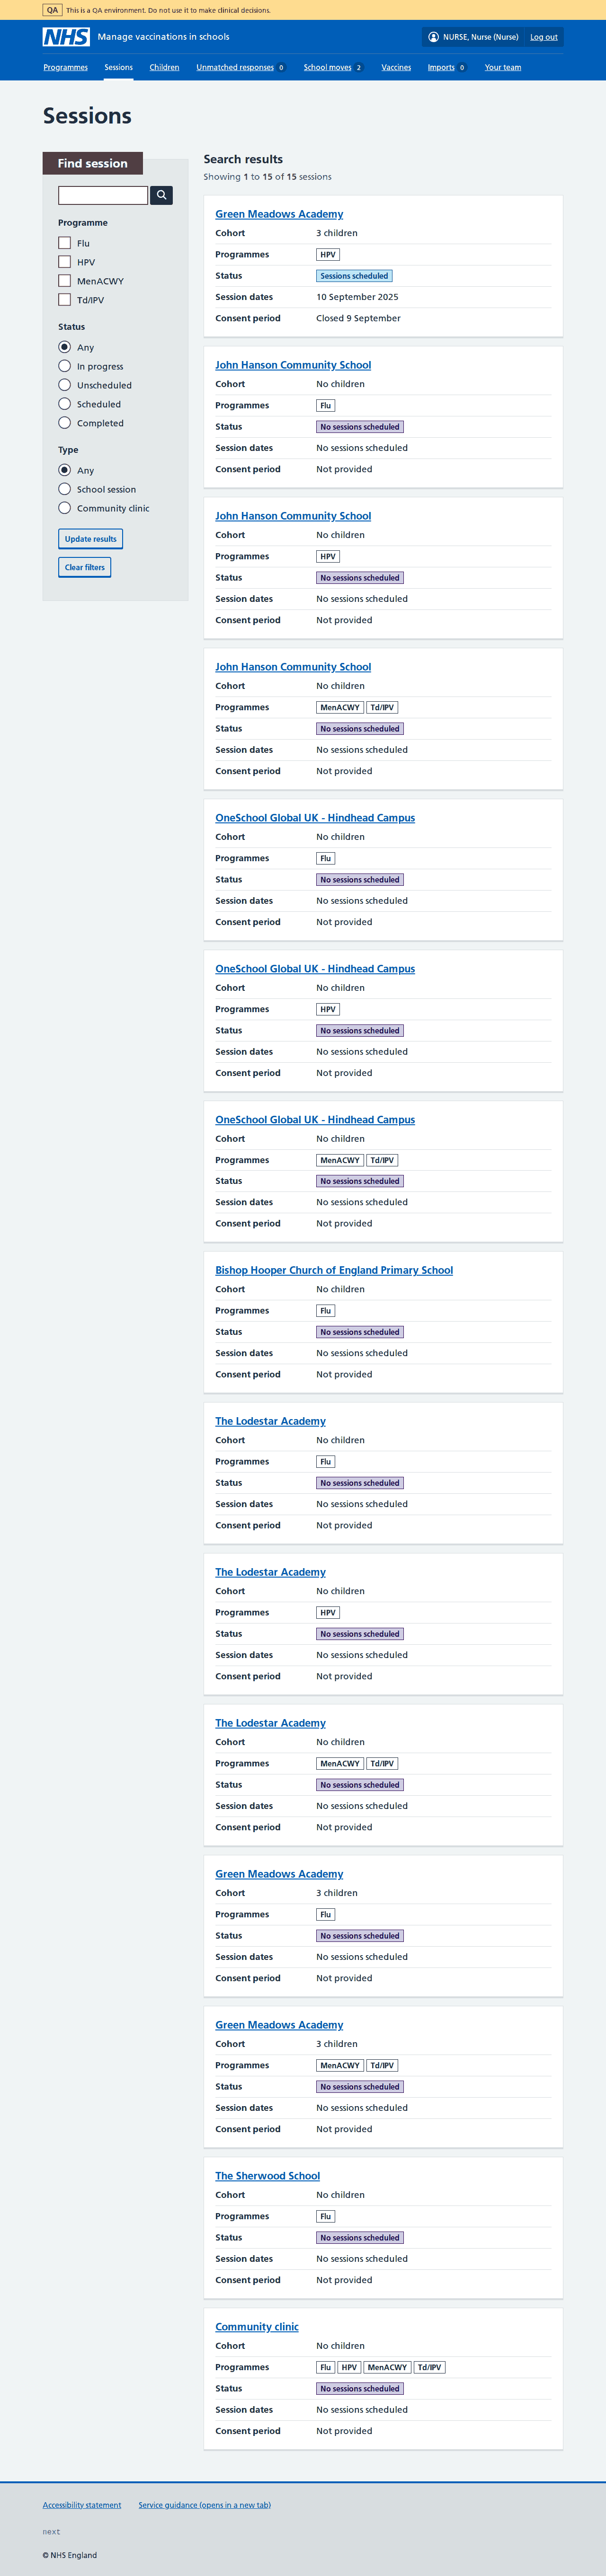 QA This is a QA environment. Do not use it to make clinical decisions.
NHS Manage vaccinations in schools
NURSE, Nurse (Nurse) Log out
Programmes Sessions Children Unmatched responses 0 School moves 2 Vaccines Imports 0 Your team
Sessions
Find session
Programme
Flu
HPV
MenACWY
Td/IPV
Status
Any
In progress
Unscheduled
Scheduled
Completed
Type
Any
School session
Community clinic
Update results
Clear filters
Search results
Showing 1 to 15 of 15 sessions
Green Meadows Academy
Cohort 3 children
Programmes HPV
Status Sessions scheduled
Session dates 10 September 2025
Consent period Closed 9 September
John Hanson Community School
Cohort No children
Programmes Flu
Status No sessions scheduled
Session dates No sessions scheduled
Consent period Not provided
John Hanson Community School
Cohort No children
Programmes HPV
Status No sessions scheduled
Session dates No sessions scheduled
Consent period Not provided
John Hanson Community School
Cohort No children
Programmes MenACWY Td/IPV
Status No sessions scheduled
Session dates No sessions scheduled
Consent period Not provided
OneSchool Global UK - Hindhead Campus
Cohort No children
Programmes Flu
Status No sessions scheduled
Session dates No sessions scheduled
Consent period Not provided
OneSchool Global UK - Hindhead Campus
Cohort No children
Programmes HPV
Status No sessions scheduled
Session dates No sessions scheduled
Consent period Not provided
OneSchool Global UK - Hindhead Campus
Cohort No children
Programmes MenACWY Td/IPV
Status No sessions scheduled
Session dates No sessions scheduled
Consent period Not provided
Bishop Hooper Church of England Primary School
Cohort No children
Programmes Flu
Status No sessions scheduled
Session dates No sessions scheduled
Consent period Not provided
The Lodestar Academy
Cohort No children
Programmes Flu
Status No sessions scheduled
Session dates No sessions scheduled
Consent period Not provided
The Lodestar Academy
Cohort No children
Programmes HPV
Status No sessions scheduled
Session dates No sessions scheduled
Consent period Not provided
The Lodestar Academy
Cohort No children
Programmes MenACWY Td/IPV
Status No sessions scheduled
Session dates No sessions scheduled
Consent period Not provided
Green Meadows Academy
Cohort 3 children
Programmes Flu
Status No sessions scheduled
Session dates No sessions scheduled
Consent period Not provided
Green Meadows Academy
Cohort 3 children
Programmes MenACWY Td/IPV
Status No sessions scheduled
Session dates No sessions scheduled
Consent period Not provided
The Sherwood School
Cohort No children
Programmes Flu
Status No sessions scheduled
Session dates No sessions scheduled
Consent period Not provided
Community clinic
Cohort No children
Programmes Flu HPV MenACWY Td/IPV
Status No sessions scheduled
Session dates No sessions scheduled
Consent period Not provided
Accessibility statement Service guidance (opens in a new tab)
next
© NHS England